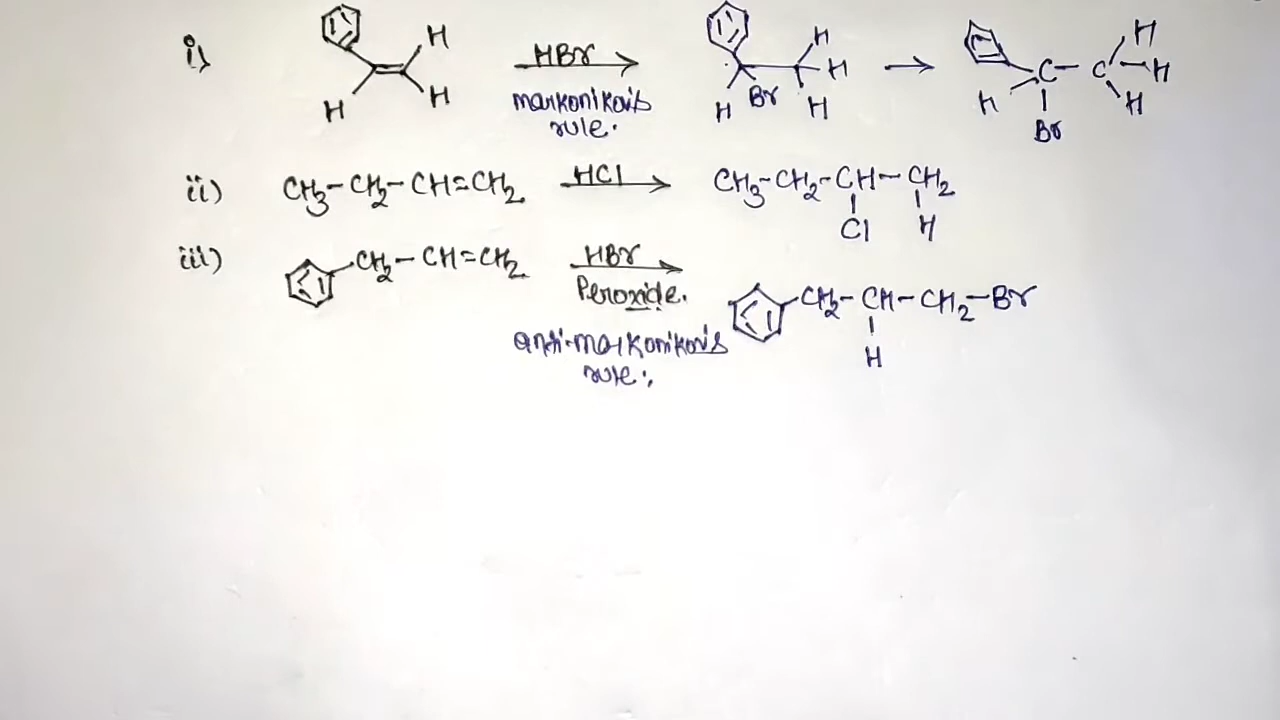 i)
H
H
H
HBr
markonikov's
rule.
H
H
H
Br
H
H
H
H
C - C
H
Br
ii) CH3-CH2-CH=CH2 HCl CH3-CH2-CH-CH2
Cl H
iii) CH2-CH=CH2 HBr
Peroxide.
CH2-CH-CH2-Br
H
anti-markonikov's
rule: